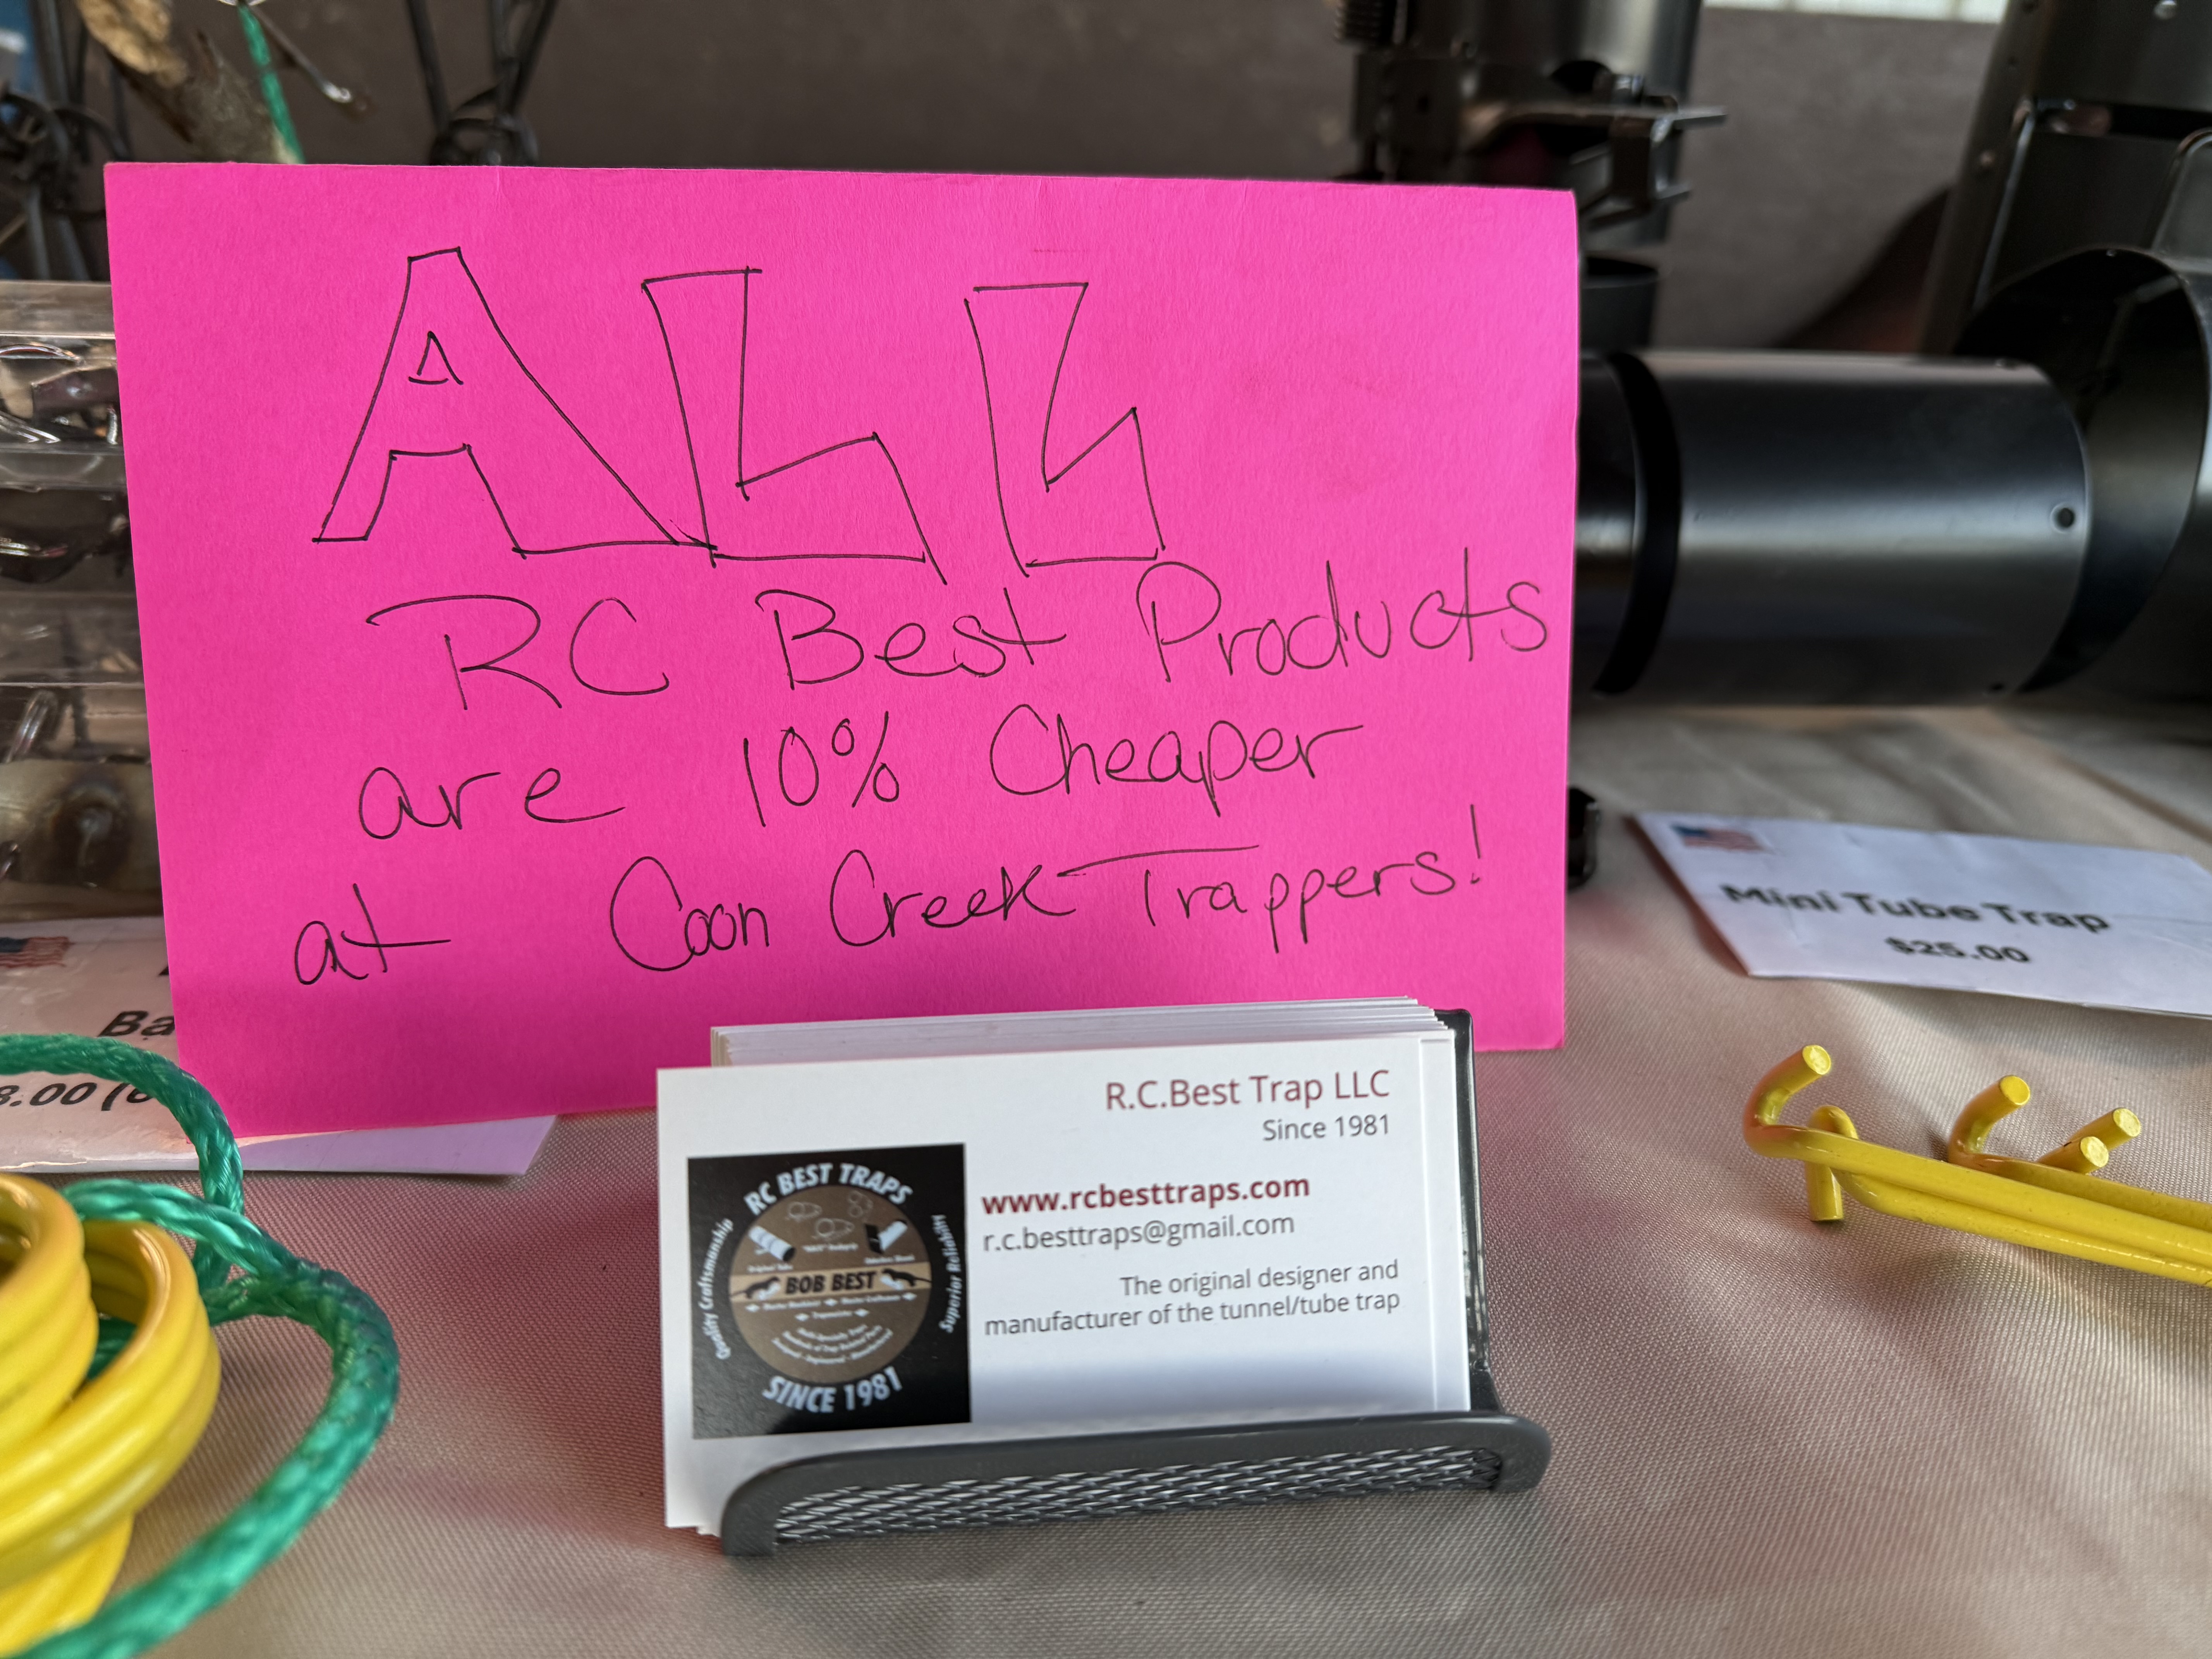 ALL
RC Best Products
are 10% Cheaper
at Coon Creek Trappers!
Mini Tube Trap
$25.00
R.C.Best Trap LLC
Since 1981
www.rcbesttraps.com
r.c.besttraps@gmail.com
The original designer and
manufacturer of the tunnel/tube trap
RC BEST TRAPS
Quality Craftsmanship
Superior Reliability
BOB BEST
SINCE 1981